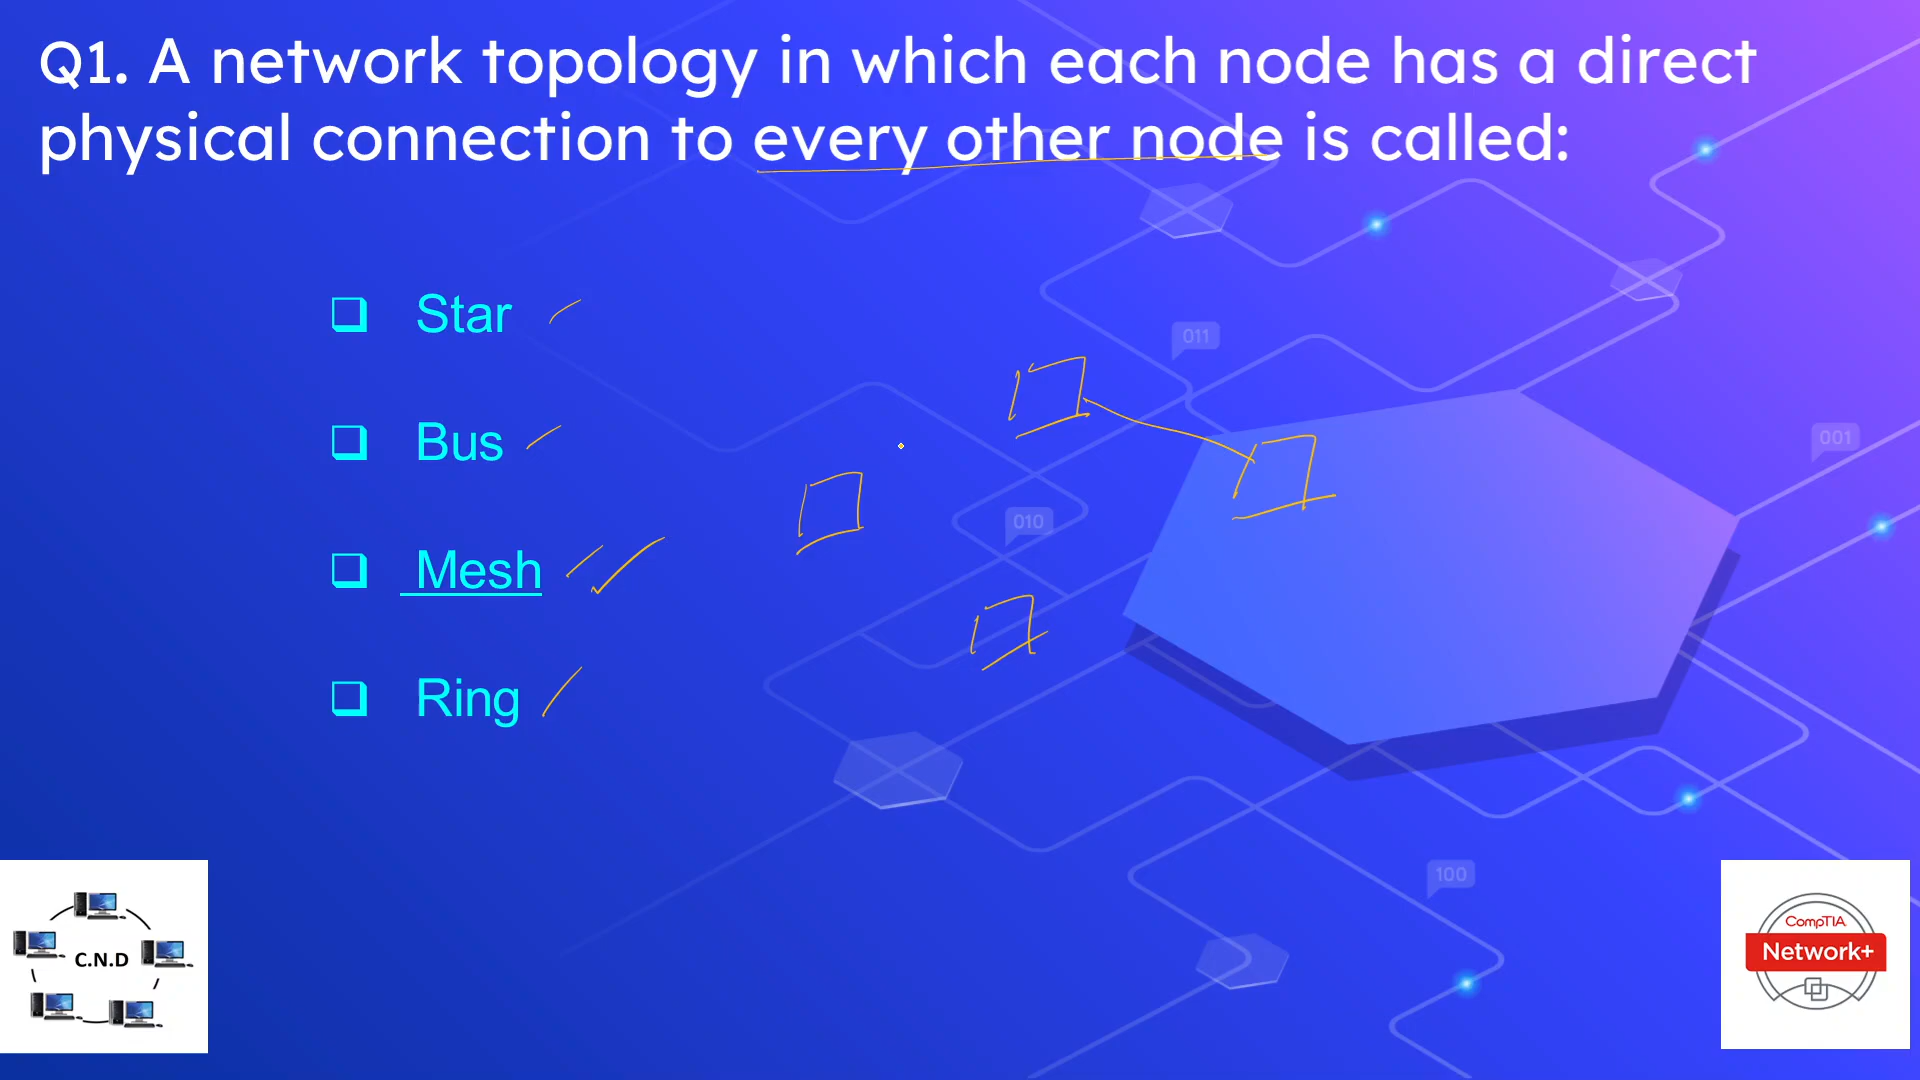 Q1. A network topology in which each node has a direct
physical connection to every other node is called:
Star
Bus
Mesh
Ring
011
010
001
100
C.N.D
CompTIA
Network+